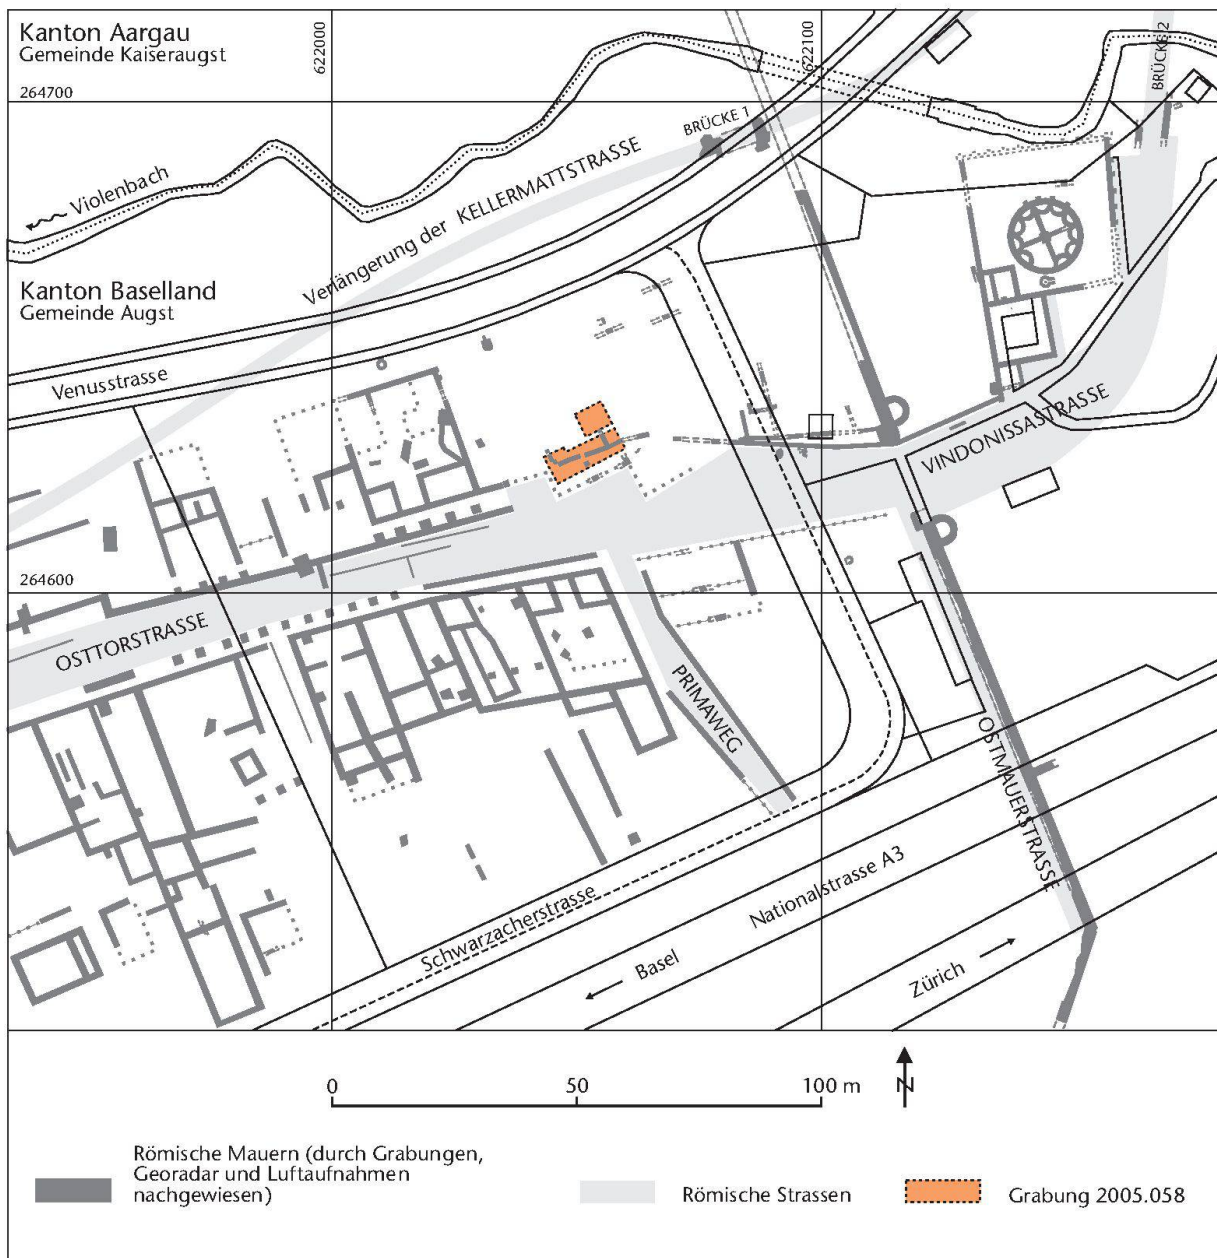 Kanton Aargau
Gemeinde Kaiseraugst
622000
622100
BRÜCKE 2
264700
BRÜCKE 1
Violenbach
Verlängerung der KELLERMATTSTRASSE
Kanton Baselland
Gemeinde Augst
Venusstrasse
VINDONISSASTRASSE
264600
OSTTORSTRASSE
PRIMAWEG
OSTMAUERSTRASSE
Schwarzacherstrasse
Nationalstrasse A3
Basel
Zürich
0 50 100 m
N
Römische Mauern (durch Grabungen,
Georadar und Luftaufnahmen
nachgewiesen)
Römische Strassen
Grabung 2005.058